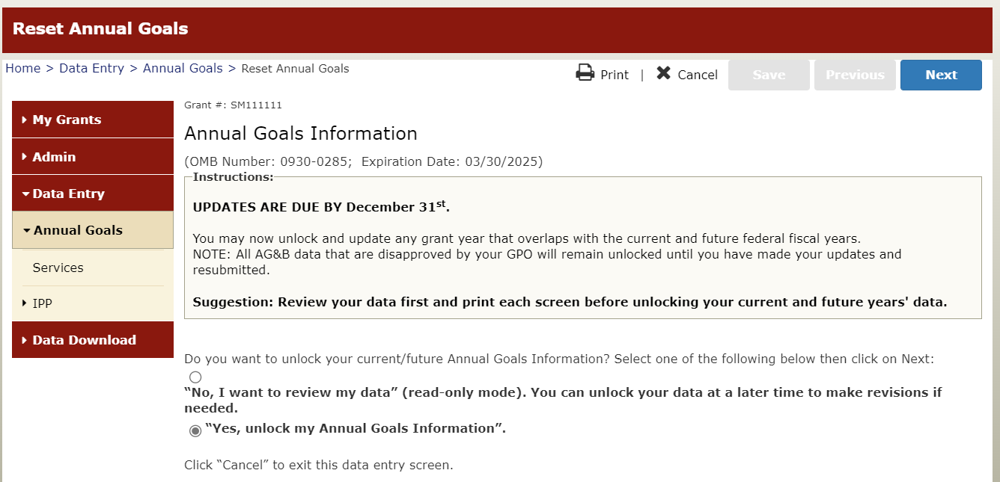 Reset Annual Goals
Home > Data Entry > Annual Goals > Reset Annual Goals
Print | Cancel Save Previous Next
My Grants
Admin
Data Entry
Annual Goals
Services
IPP
Data Download
Grant #: SM111111
Annual Goals Information
(OMB Number: 0930-0285; Expiration Date: 03/30/2025)
Instructions:
UPDATES ARE DUE BY December 31st.
You may now unlock and update any grant year that overlaps with the current and future federal fiscal years.
NOTE: All AG&B data that are disapproved by your GPO will remain unlocked until you have made your updates and
resubmitted.
Suggestion: Review your data first and print each screen before unlocking your current and future years' data.
Do you want to unlock your current/future Annual Goals Information? Select one of the following below then click on Next:
“No, I want to review my data” (read-only mode). You can unlock your data at a later time to make revisions if
needed.
“Yes, unlock my Annual Goals Information”.
Click “Cancel” to exit this data entry screen.